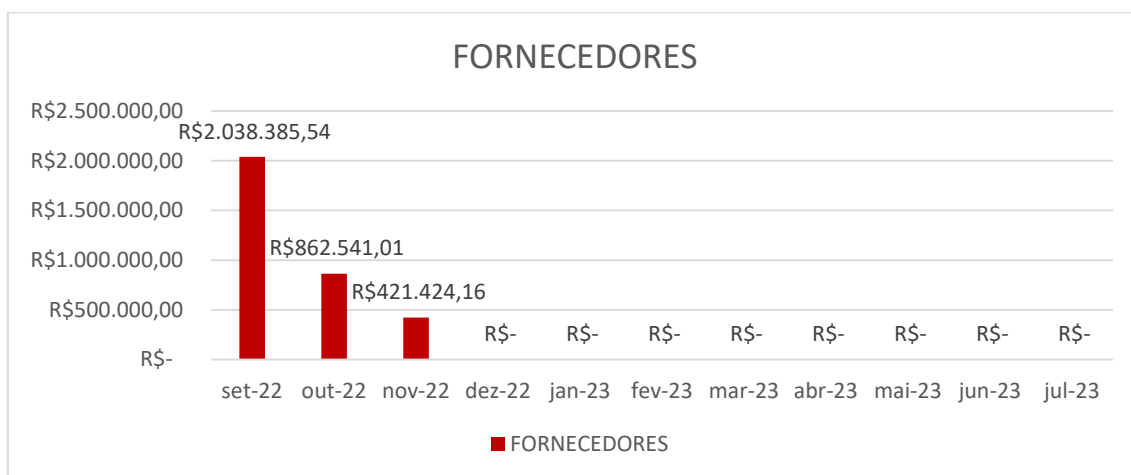 FORNECEDORES
R$2.500.000,00
R$2.038.385,54
R$2.000.000,00
R$1.500.000,00
R$862.541,01
R$1.000.000,00
R$421.424,16
R$500.000,00
R$- R$- R$- R$- R$- R$- R$- R$-
R$-
set-22 out-22 nov-22 dez-22 jan-23 fev-23 mar-23 abr-23 mai-23 jun-23 jul-23
FORNECEDORES